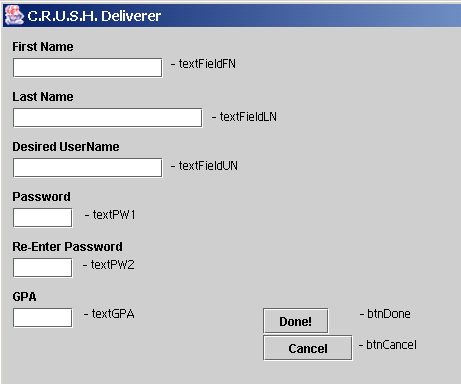 C.R.U.S.H. Deliverer
First Name
- textFieldFN
Last Name
- textFieldLN
Desired UserName
- textFieldUN
Password
- textPW1
Re-Enter Password
- textPW2
GPA
- textGPA
Done! - btnDone
Cancel - btnCancel